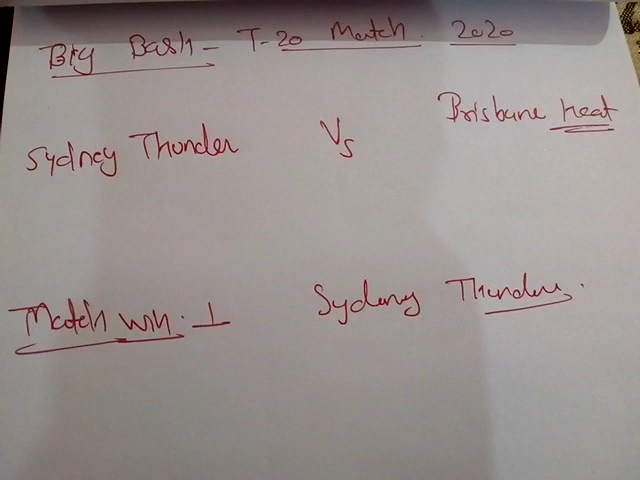 Big Bash - T-20 Match. 2020
Sydney Thunder Vs Brisbane Heat
Match win. 1 Sydney Thunder.